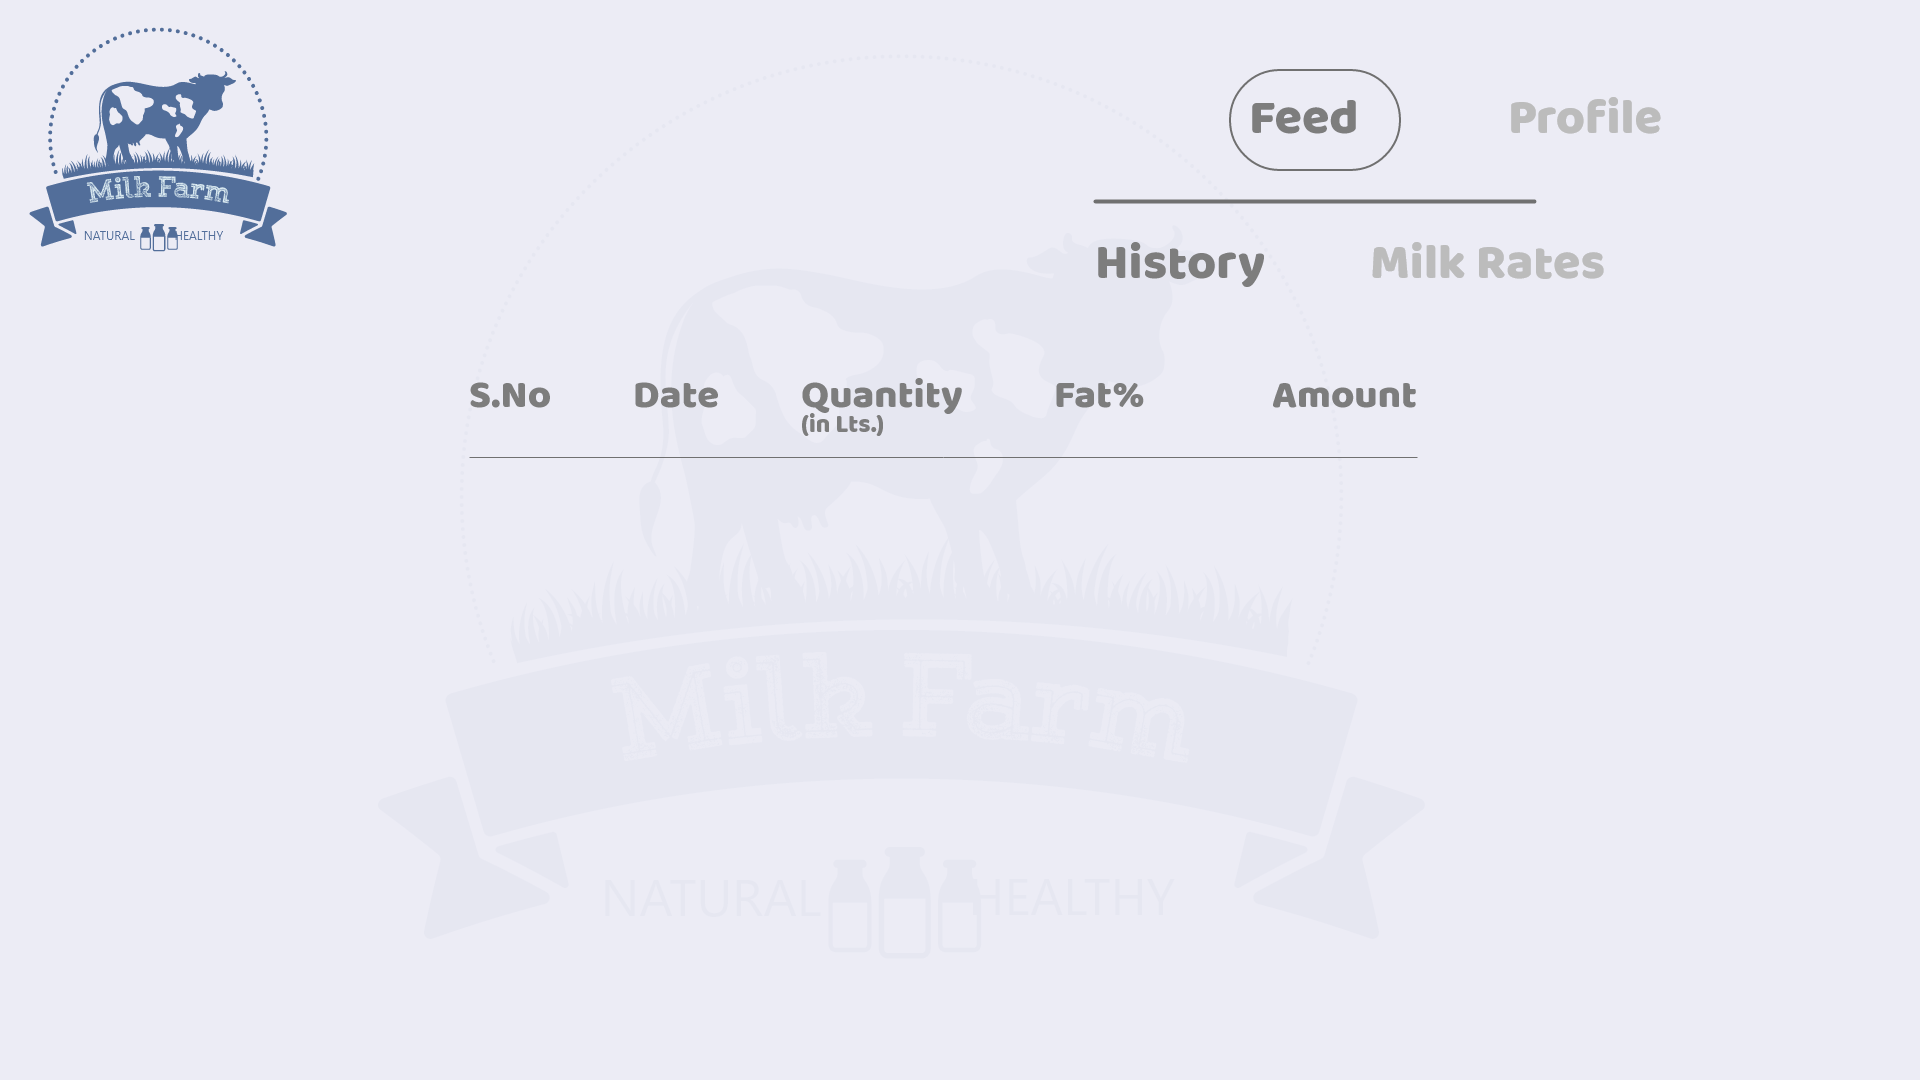 Milk Farm
NATURAL HEALTHY
Feed Profile
History Milk Rates
S.No Date Quantity Fat% Amount
(in Lts.)
Milk Farm
NATURAL HEALTHY